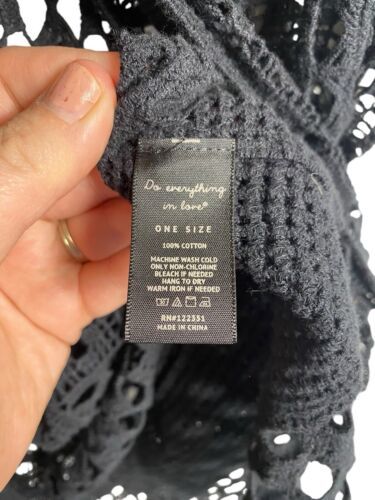 Do everything
in love®
ONE SIZE
100% COTTON
MACHINE WASH COLD
ONLY NON-CHLORINE
BLEACH IF NEEDED
HANG TO DRY
WARM IRON IF NEEDED
RN#122331
MADE IN CHINA